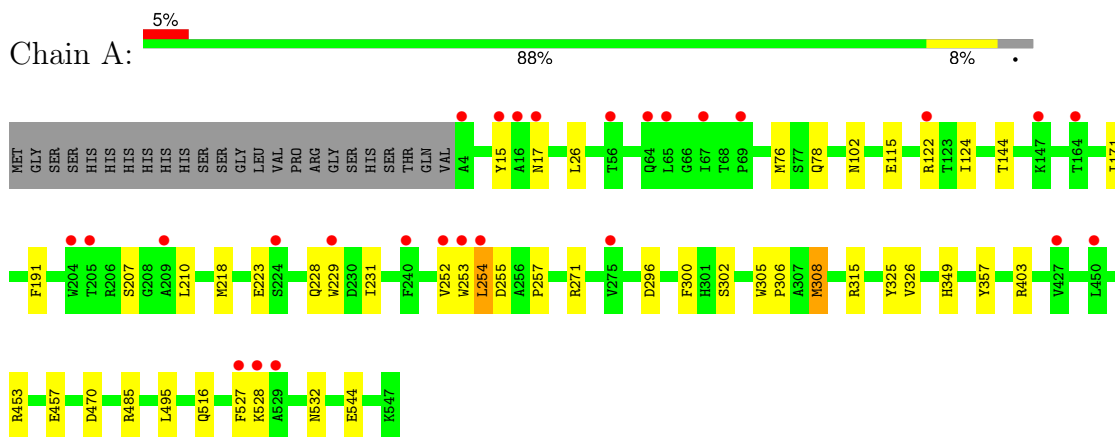 5%
Chain A:
88% 8% •
MET GLY SER SER HIS HIS HIS HIS HIS HIS SER SER GLY LEU VAL PRO ARG GLY SER HIS SER THR GLN VAL A4 Y15 A16 N17 L26 T56 Q64 L65 G66 I67 T68 P69 M76 S77 Q78 N102 E115 R122 T123 I124 T144 K147 T164
F191 W204 T205 R206 S207 G208 A209 L210 M218 E223 S224 Q228 W229 D230 I231 F240 V252 W253 L254 D255 A256 P257 R271 V275 D296 F300 H301 S302 W305 P306 A307 M308 R315 Y325 V326 H349 Y357 R403 V427 L450
R453 E457 D470 R485 L495 Q516 F527 K528 A529 N532 E544 K547